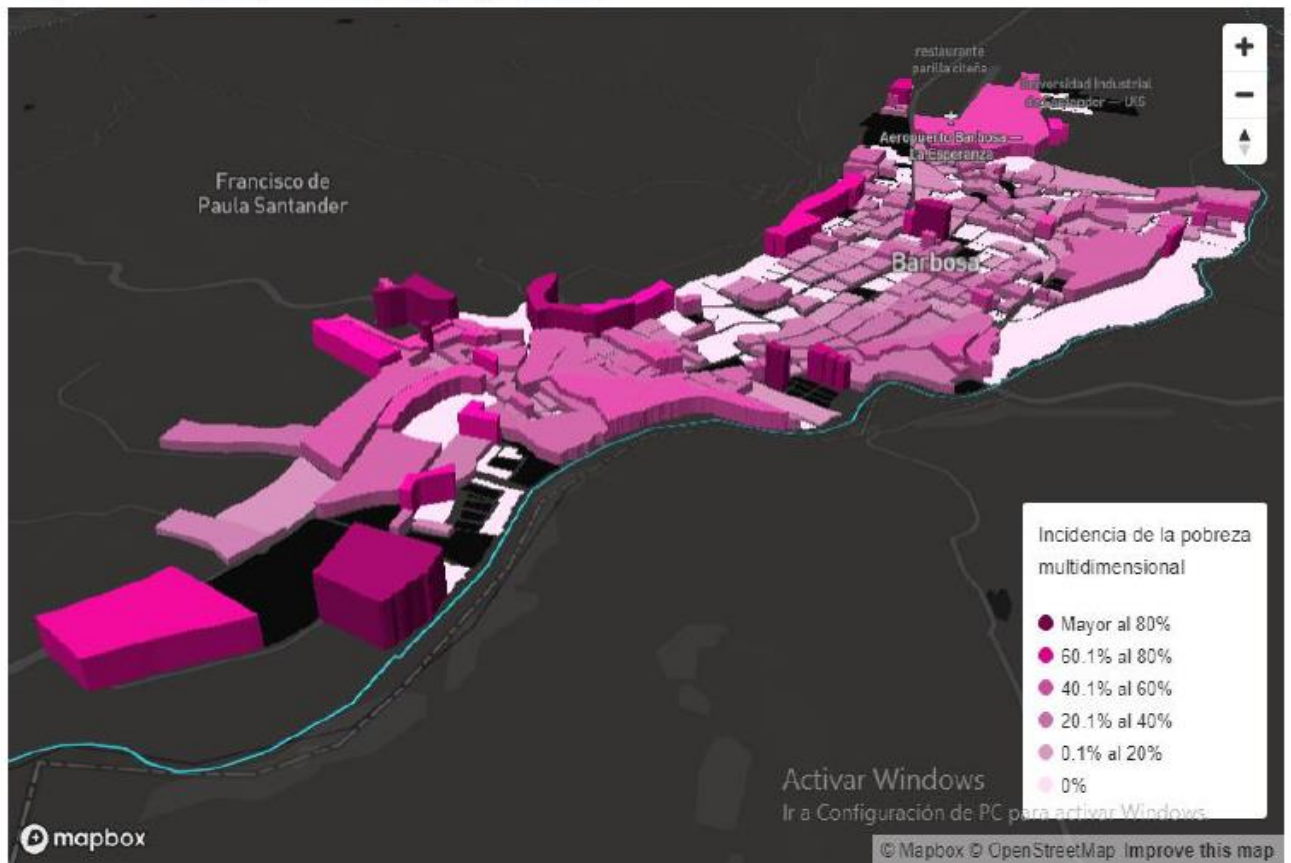 restaurante
parilla citeña
Universidad Industrial
de Santander — UIS
Aeropuerto Barbosa —
La Esperanza
Francisco de
Paula Santander
Barbosa
Incidencia de la pobreza
multidimensional
Mayor al 80%
60.1% al 80%
40.1% al 60%
20.1% al 40%
0.1% al 20%
0%
Activar Windows
Ir a Configuración de PC para activar Windows.
mapbox
© Mapbox © OpenStreetMap Improve this map